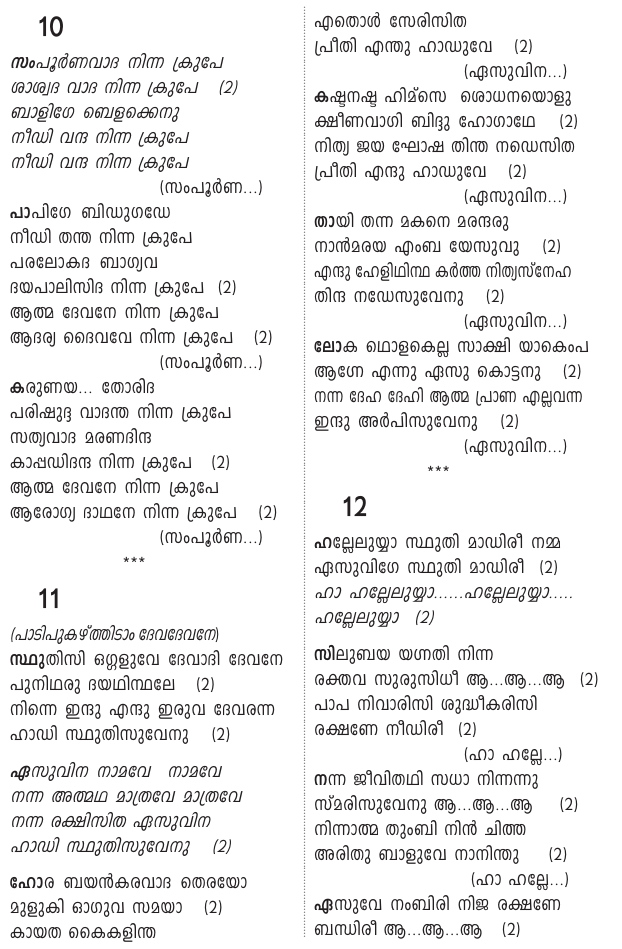 10
സംപൂർണവാദ നിന്ന ക്രുപേ
ശാശ്വദ വാദ നിന്ന ക്രുപേ (2)
ബാളിഗേ ബെളക്കെനു
നീഡി വന്ദ നിന്ന ക്രുപേ
നീഡി വന്ദ നിന്ന ക്രുപേ
(സംപൂർണ...)
പാപിഗേ ബിഡുഗഡേ
നീഡി തന്ത നിന്ന ക്രുപേ
പരലോകദ ബാഗ്യവ
ദയപാലിസിദ നിന്ന ക്രുപേ (2)
ആത്മ ദേവനേ നിന്ന ക്രുപേ
ആദര്യ ദൈവവേ നിന്ന ക്രുപേ (2)
(സംപൂർണ...)
കരുണയ... തോരിദ
പരിഷുദ്ദ വാദന്ത നിന്ന ക്രുപേ
സത്യവാദ മരണദിന്ദ
കാപ്പഡിദന്ദ നിന്ന ക്രുപേ (2)
ആത്മ ദേവനേ നിന്ന ക്രുപേ
ആരോഗ്യ ദാഥനേ നിന്ന ക്രുപേ (2)
(സംപൂർണ...)
***
11
(പാടിപുകഴ്ത്തിടാം ദേവദേവനേ)
സ്ഥുതിസി ഒഗ്ഗളുവേ ദേവാദി ദേവനേ
പുനിഥരു ദയഥിന്ഥലേ (2)
നിന്നെ ഇന്ദു എന്ദു ഇരുവ ദേവരന്ന
ഹാഡി സ്ഥുതിസുവേനു (2)
ഏസുവിന നാമവേ നാമവേ
നന്ന അത്മഥ മാത്രവേ മാത്രവേ
നന്ന രക്ഷിസിത ഏസുവിന
ഹാഡി സ്ഥുതിസുവേനു (2)
ഹോര ബയൻകരവാദ തെരയോ
മുളുകി ഓഗുവ സമയാ (2)
കായത കൈകളിന്ത
എതൊൾ സേരിസിത
പ്രീതി എന്തു ഹാഡുവേ (2)
(ഏസുവിന...)
കഷ്ടനഷ്ട ഹിമ്സെ ശൊധനയൊളു
ക്ഷീണവാഗി ബിദ്ദു ഹോഗാഥേ (2)
നിത്യ ജയ ഘോഷ തിന്ത നഡെസിത
പ്രീതി എന്ദു ഹാഡുവേ (2)
(ഏസുവിന...)
തായി തന്ന മകനെ മരന്ദരു
നാൻമരയ എംബ യേസുവു (2)
എന്ദു ഹേളിഥിന്ഥ കർത്ത നിത്യസ്നേഹ
തിന്ദ നഡേസുവേനു (2)
(ഏസുവിന...)
ലോക ഥൊളകെല്ല സാക്ഷി യാകെംപ
ആഗ്നേ എന്നു ഏസു കൊട്ടനു (2)
നന്ന ദേഹ ദേഹി ആത്മ പ്രാണ എല്ലവന്ന
ഇന്ദു അർപിസുവേനു (2)
(ഏസുവിന...)
***
12
ഹല്ലേലുയ്യാ സ്ഥുതി മാഡിരീ നമ്മ
ഏസുവിഗേ സ്ഥുതി മാഡിരീ (2)
ഹാ ഹല്ലേലുയ്യാ......ഹല്ലേലുയ്യാ.....
ഹല്ലേലുയ്യാ (2)
സിലുബയ യഗ്നതി നിന്ന
രക്തവ സുരുസിധീ ആ...ആ...ആ (2)
പാപ നിവാരിസി ശുദ്ധീകരിസി
രക്ഷണേ നീഡിരീ (2)
(ഹാ ഹല്ലേ...)
നന്ന ജീവിതഥി സധാ നിന്നന്നു
സ്മരിസുവേനു ആ...ആ...ആ (2)
നിന്നാത്മ തുംബി നിൻ ചിത്ത
അരിതു ബാളുവേ നാനിന്തു (2)
(ഹാ ഹല്ലേ...)
ഏസുവേ നംബിരി നിജ രക്ഷണേ
ബന്ധിരീ ആ...ആ...ആ (2)